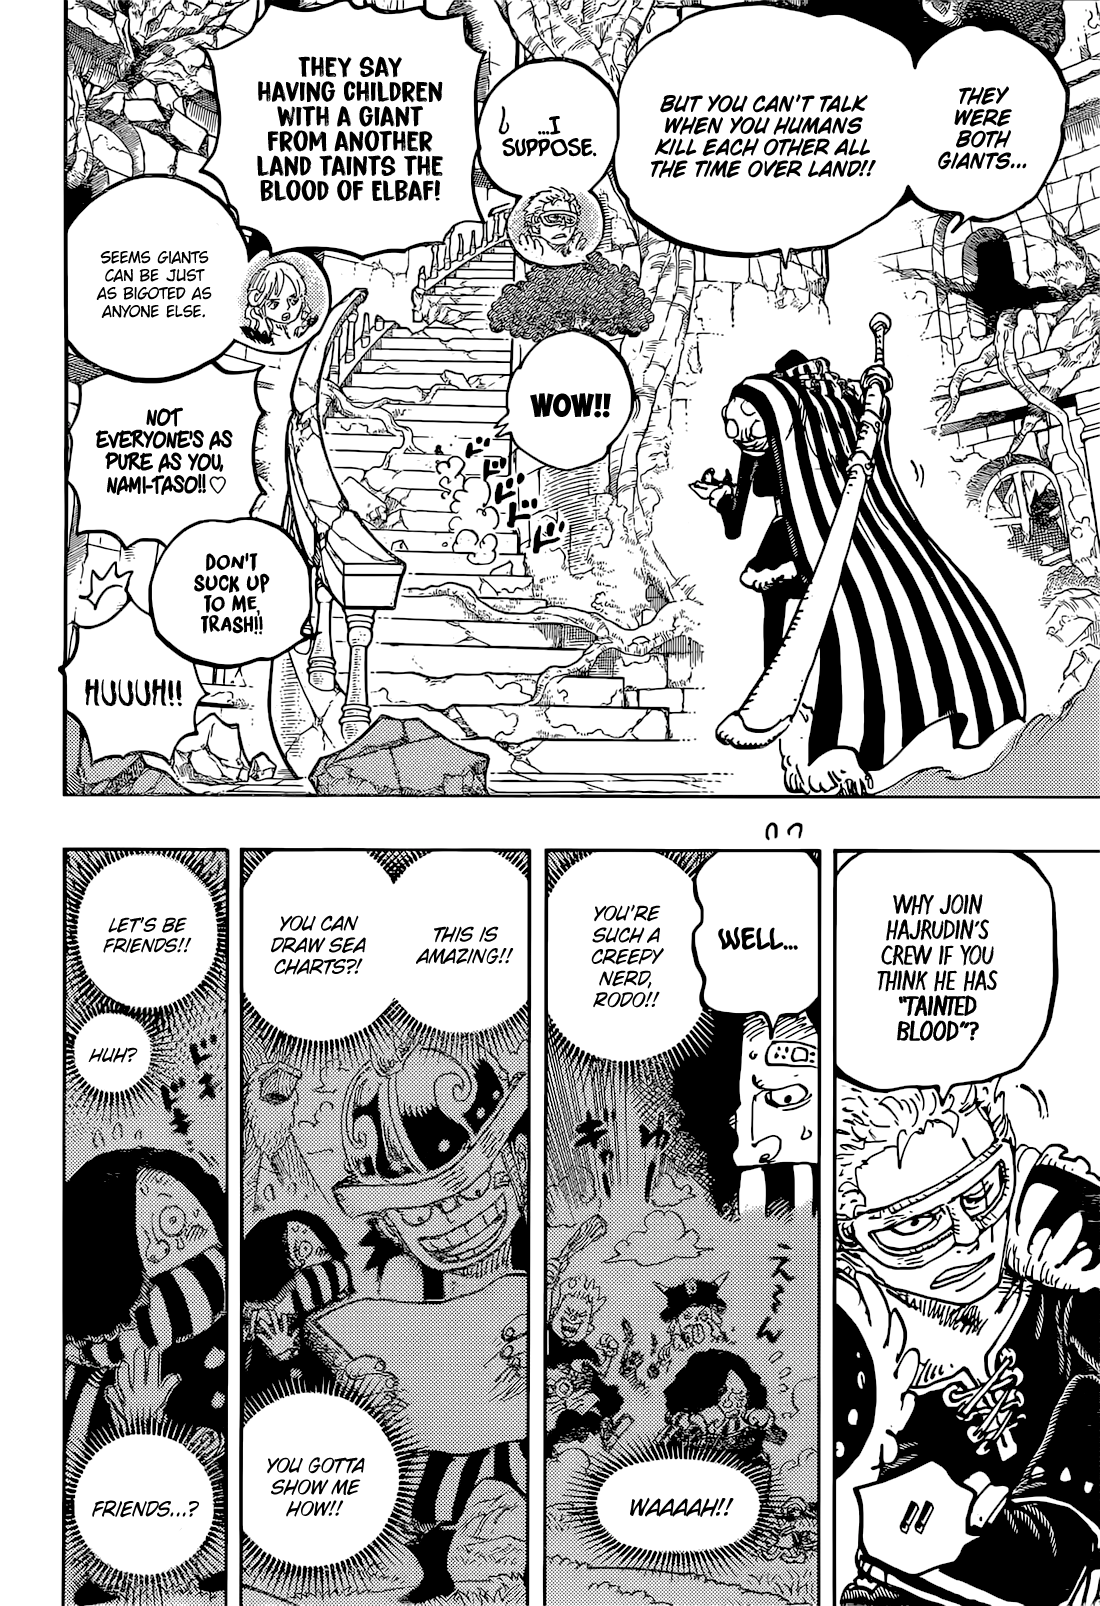 THEY
WERE
BOTH
GIANTS...
BUT YOU CAN'T TALK
WHEN YOU HUMANS
KILL EACH OTHER ALL
THE TIME OVER LAND!!
...I
SUPPOSE.
THEY SAY
HAVING CHILDREN
WITH A GIANT
FROM ANOTHER
LAND TAINTS THE
BLOOD OF ELBAF!
SEEMS GIANTS
CAN BE JUST
AS BIGOTED AS
ANYONE ELSE.
WOW!!
ドドドド
NOT
EVERYONE'S AS
PURE AS YOU,
NAMI-TASO!!♡
DON'T
SUCK UP
TO ME,
TRASH!!
HUUUH!!
WHY JOIN
HAJRUDIN'S
CREW IF YOU
THINK HE HAS
"TAINTED
BLOOD"?
WELL...
YOU'RE
SUCH A
CREEPY
NERD,
RODO!!
WAAAAH!!
THIS IS
AMAZING!!
YOU CAN
DRAW SEA
CHARTS?!
YOU GOTTA
SHOW ME
HOW!!
LET'S BE
FRIENDS!!
HUH?
FRIENDS...?